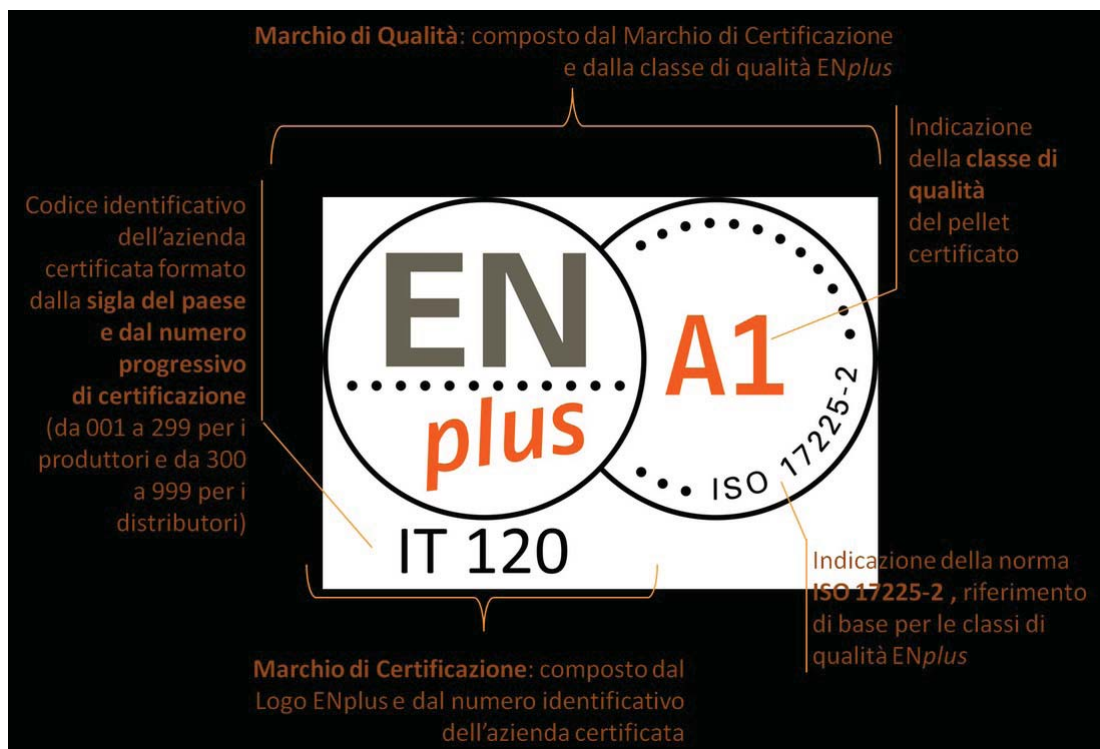 Marchio di Qualità: composto dal Marchio di Certificazione
e dalla classe di qualità ENplus
Indicazione
della classe di
qualità
del pellet
certificato
Codice identificativo
dell’azienda
certificata formato
dalla sigla del paese
e dal numero
progressivo
di certificazione
(da 001 a 299 per i
produttori e da 300
a 999 per i
distributori)
EN
plus
IT 120
A1
ISO 17225-2
Indicazione della norma
ISO 17225-2 , riferimento
di base per le classi di
qualità ENplus
Marchio di Certificazione: composto dal
Logo ENplus e dal numero identificativo
dell’azienda certificata